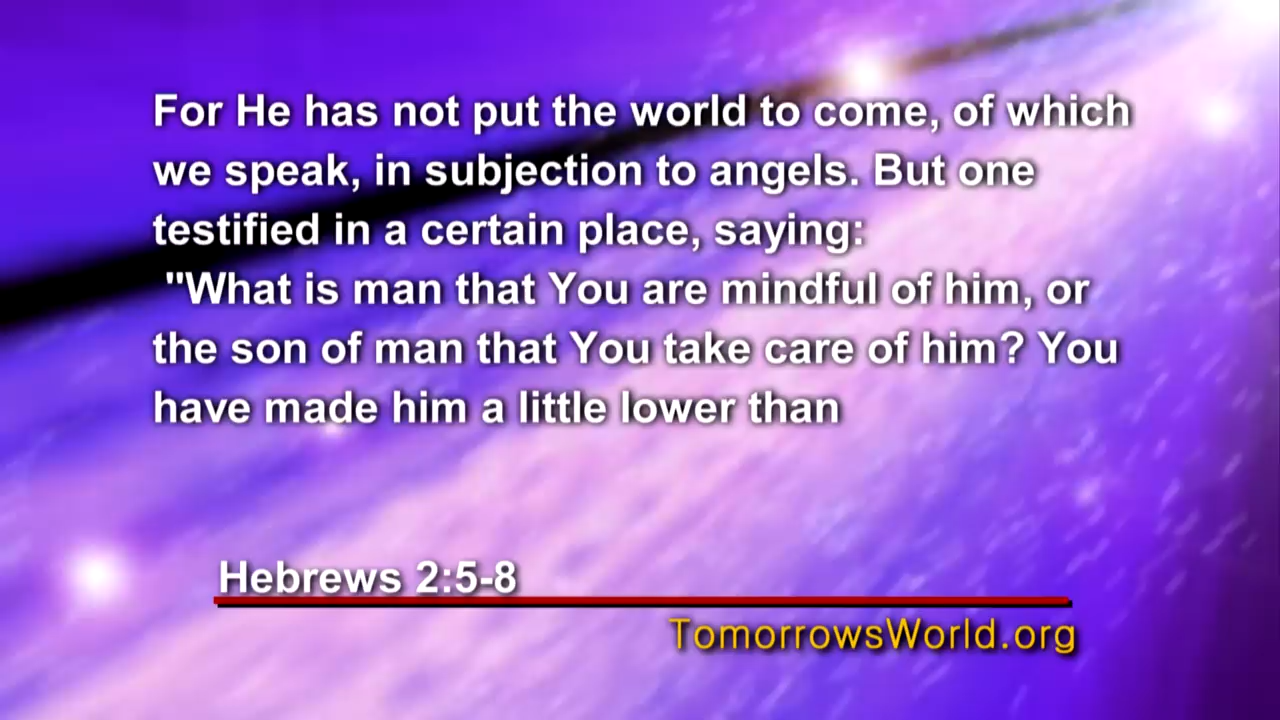 For He has not put the world to come, of which
we speak, in subjection to angels. But one
testified in a certain place, saying:
"What is man that You are mindful of him, or
the son of man that You take care of him? You
have made him a little lower than
Hebrews 2:5-8
TomorrowsWorld.org